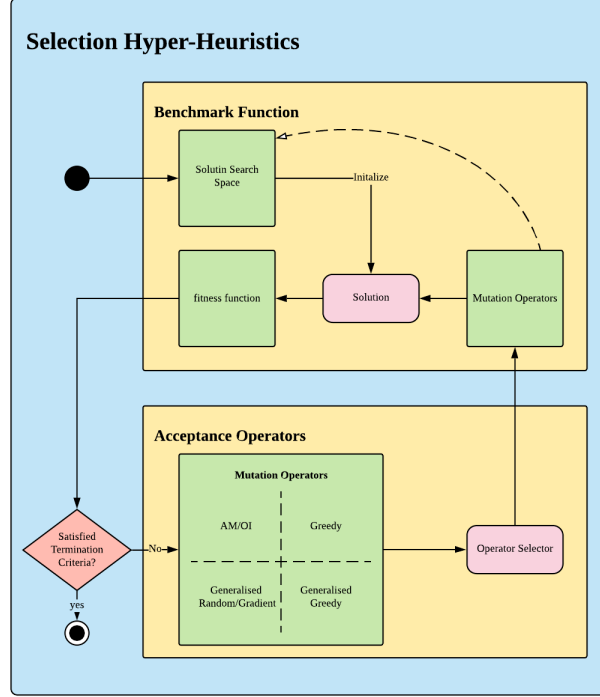 Selection Hyper-Heuristics
Benchmark Function
Solutin Search
Space
Initalize
fitness function
Solution
Mutation Operators
Acceptance Operators
Mutation Operators
AM/OI
Greedy
Generalised
Random/Gradient
Generalised
Greedy
Operator Selector
Satisfied
Termination
Criteria?
No
yes